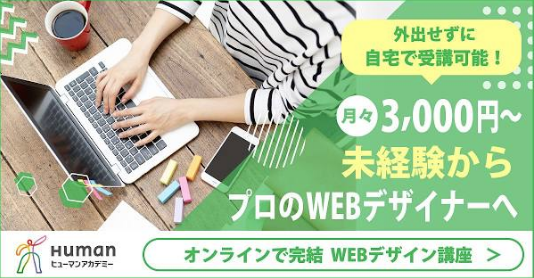 外出せずに
自宅で受講可能！
月々3,000円～
未経験から
プロのWEBデザイナーへ
Human
ヒューマンアカデミー
オンラインで完結 WEBデザイン講座 ＞